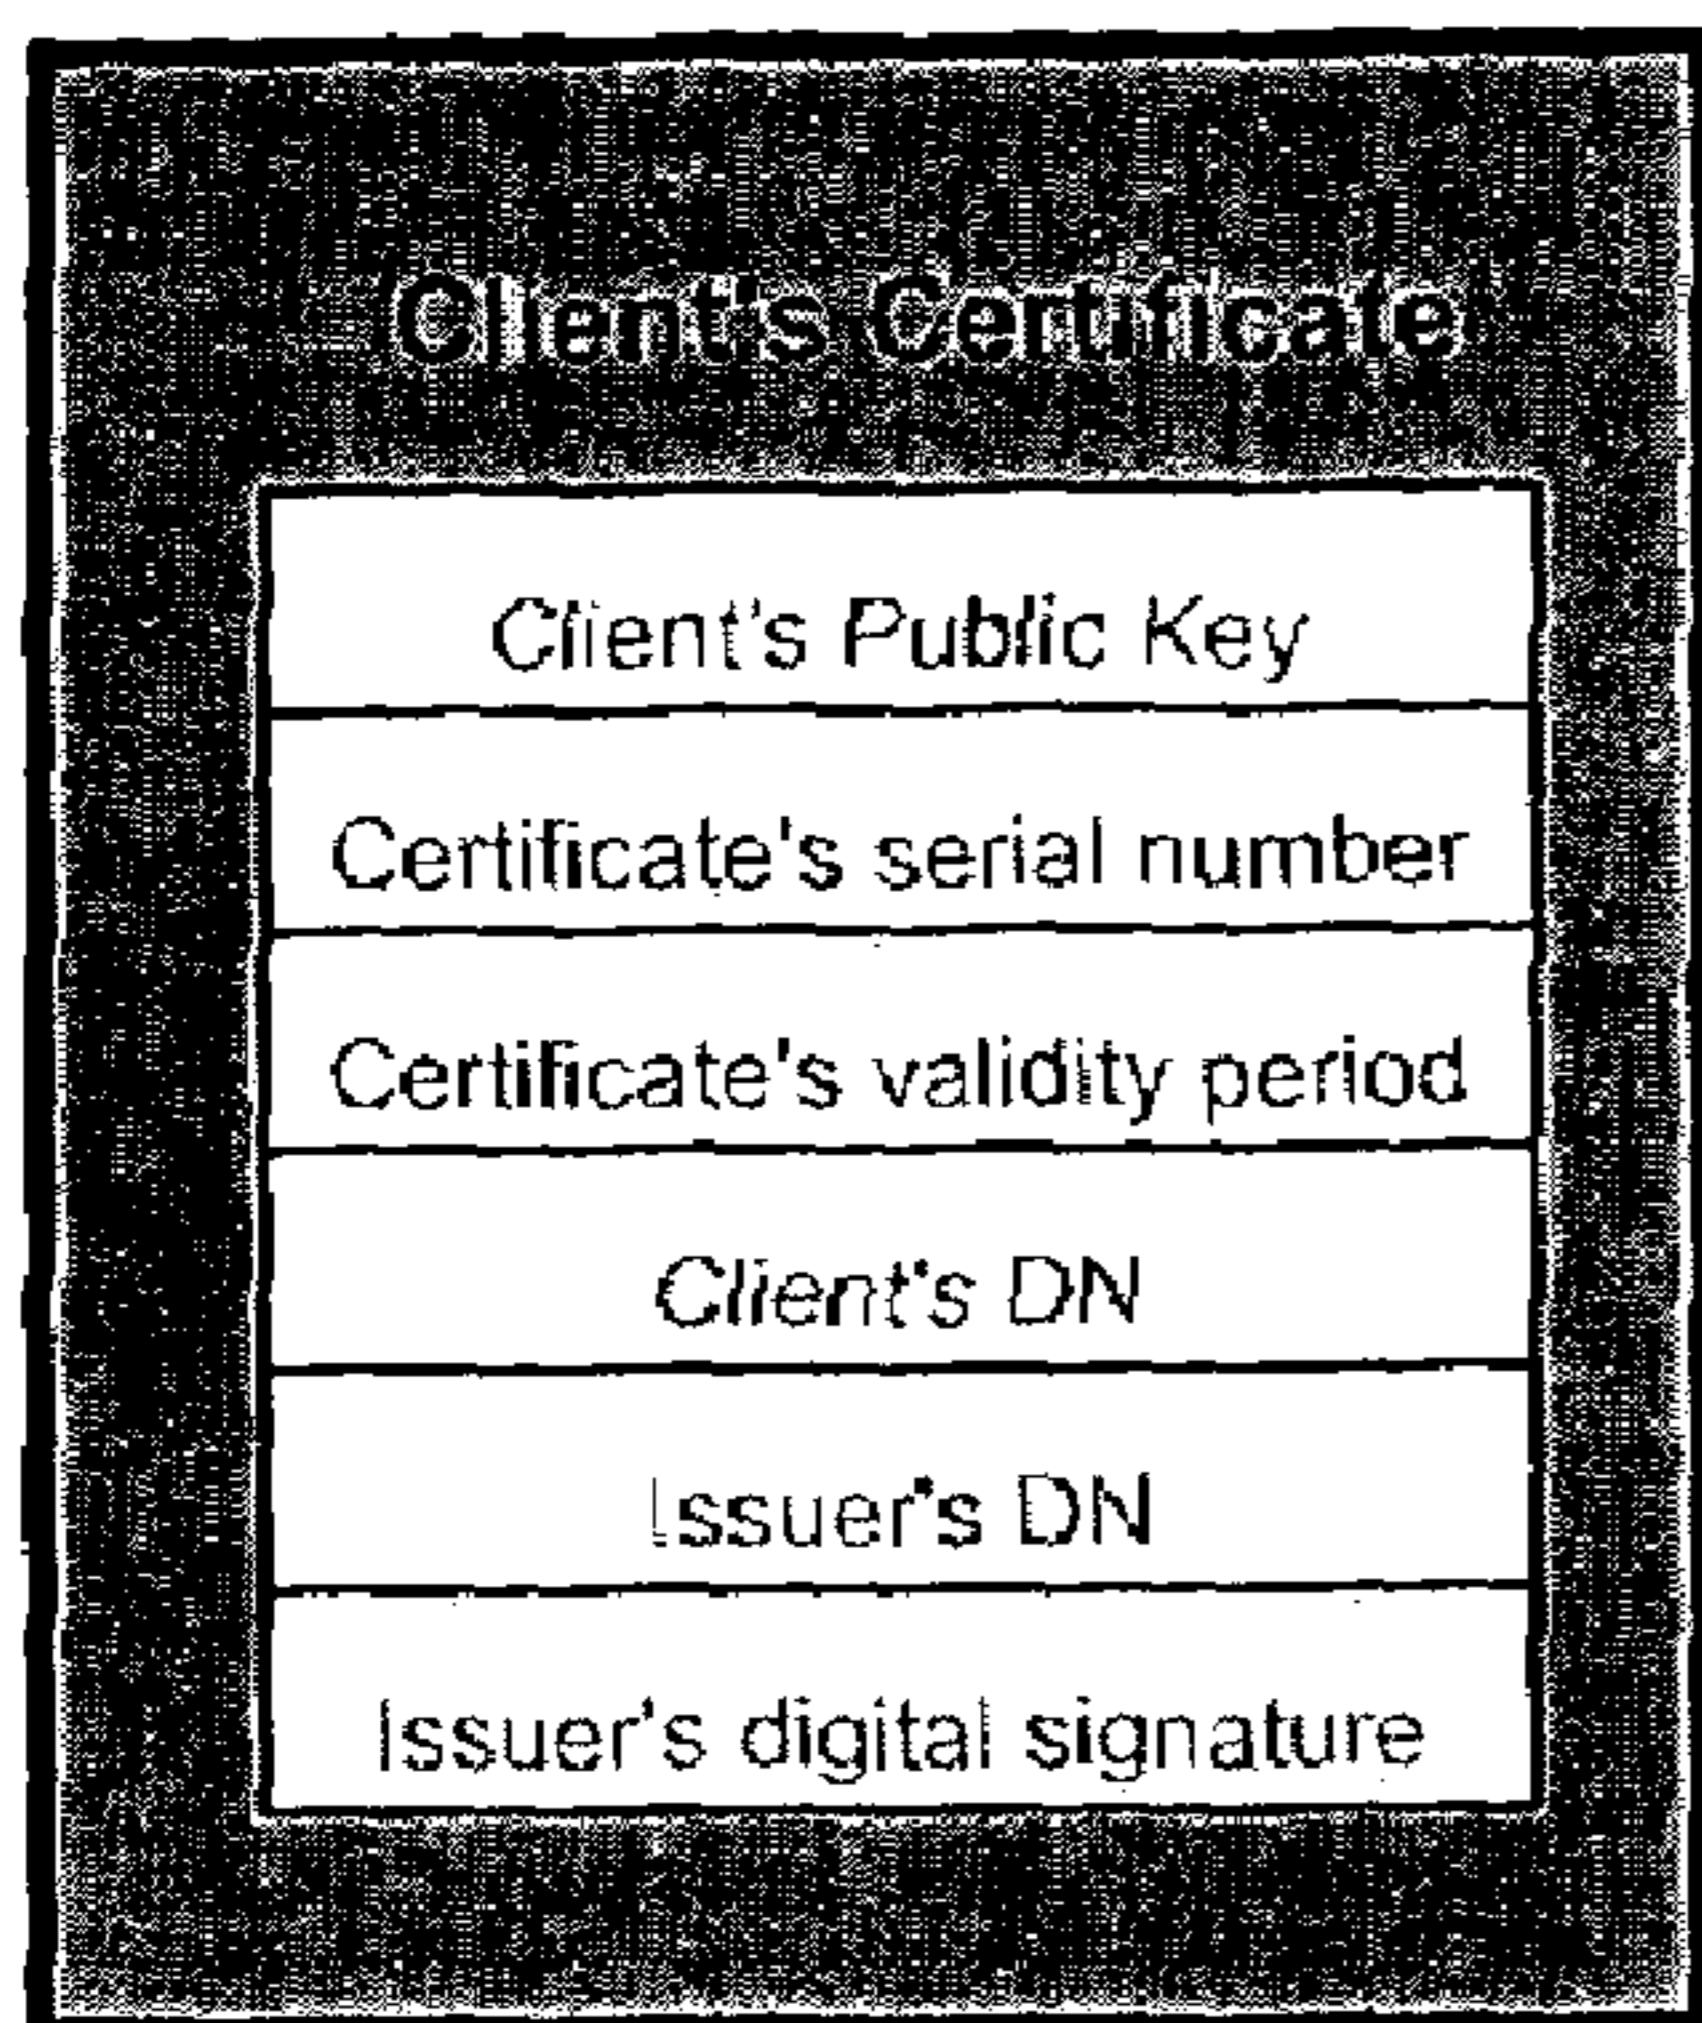 Client's Certificate
Client's Public Key
Certificate's serial number
Certificate's validity period
Client's DN
Issuer's DN
Issuer's digital signature